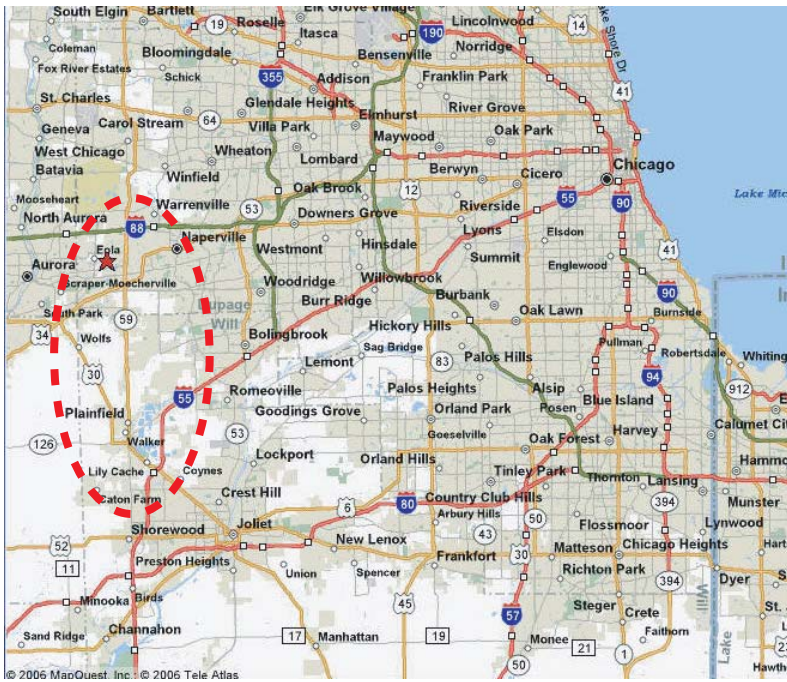 South Elgin
Bartlett
19
Roselle
Elk Grove Village
190
Lincolnwood
14
Lake Shore Dr
Coleman
Bloomingdale
Itasca
Bensenville
Norridge
Fox River Estates
Schick
355
Addison
Franklin Park
41
St. Charles
Glendale Heights
Elmhurst
River Grove
Geneva
Carol Stream
64
Villa Park
Maywood
Oak Park
West Chicago
Wheaton
Lombard
Berwyn
Cicero
Chicago
Batavia
Winfield
Oak Brook
12
Mooseheart
Warrenville
53
Riverside
55
90
Lake Mic
North Aurora
88
Downers Grove
Lyons
Elsdon
41
Eola
Naperville
Westmont
Hinsdale
Summit
Englewood
Aurora
Scraper-Moecherville
Woodridge
Willowbrook
90
South Park
59
upage
Burr Ridge
Burbank
Oak Lawn
Burnside
34
Wolfs
Will
Bolingbrook
Hickory Hills
Pullman
Robertsdale
Sag Bridge
Whiting
30
Lemont
83
Palos Hills
94
55
Romeoville
Palos Heights
Alsip
Blue Island
912
Plainfield
Goodings Grove
Orland Park
Posen
Calumet City
126
Walker
53
Goeselville
Oak Forest
Harvey
Lily Cache
Coynes
Lockport
Orland Hills
Tinley Park
Thornton
Lansing
Hammo
Caton Farm
Crest Hill
6
80
Country Club Hills
394
Munster
Shorewood
Joliet
Arbury Hills
50
Flossmoor
Lynwood
52
New Lenox
43
11
Preston Heights
Frankfort
30
Matteson
Chicago Heights
Union
Spencer
Richton Park
394
Dyer
Minooka
Birds
45
57
Steger
Crete
Will
Lake
St.
Channahon
Sand Ridge
17
Manhattan
19
Monee
21
Faithorn
50
1
© 2006 MapQuest, Inc.; © 2006 Tele Atlas